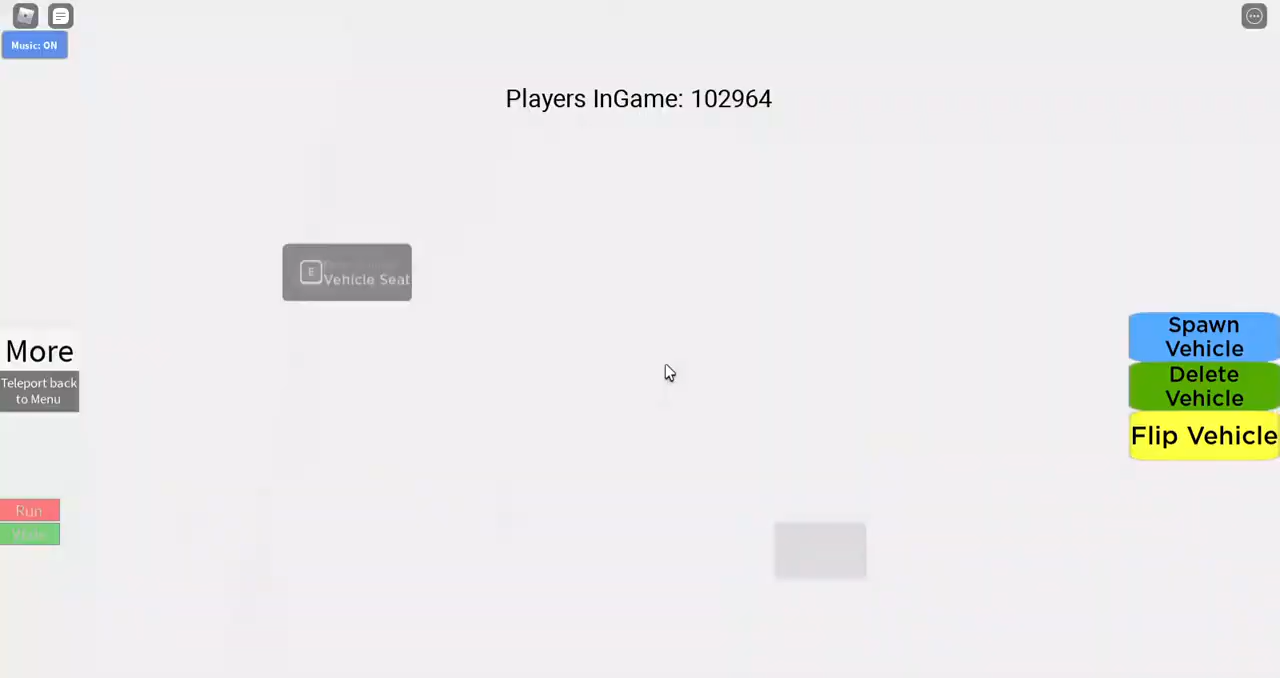 Music: ON
Players InGame: 102964
E
Vehicle Seat
More
Teleport back
to Menu
Spawn
Vehicle
Delete
Vehicle
Flip Vehicle
Run